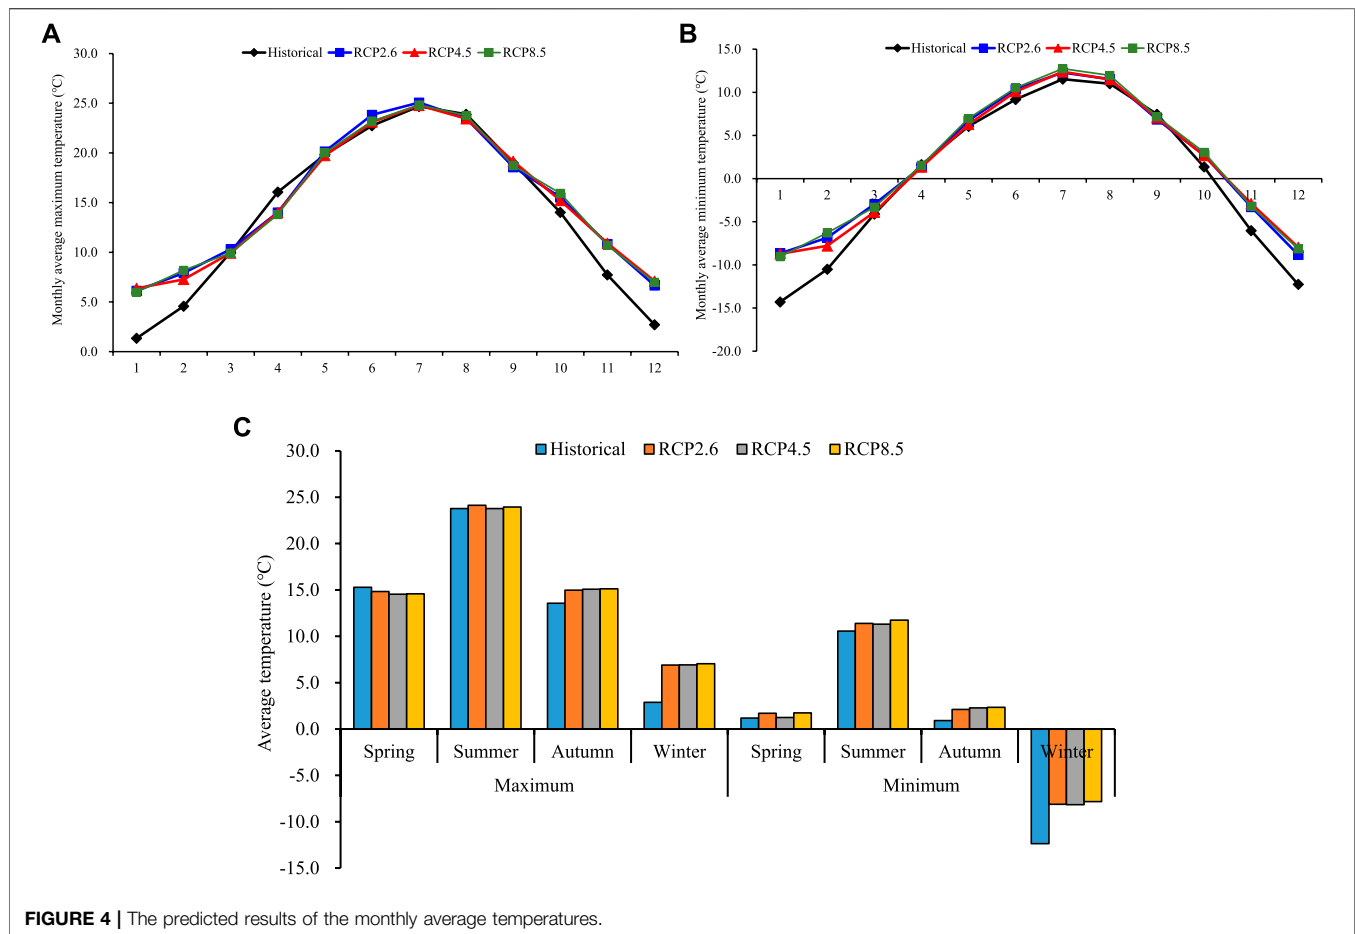 A
Historical RCP2.6 RCP4.5 RCP8.5
Monthly average maximum temperature (°C)
30.0
25.0
20.0
15.0
10.0
5.0
0.0
1 2 3 4 5 6 7 8 9 10 11 12
B
Historical RCP2.6 RCP4.5 RCP8.5
Monthly average minimum temperature (°C)
15.0
10.0
5.0
0.0
-5.0
-10.0
-15.0
-20.0
1 2 3 4 5 6 7 8 9 10 11 12
C
Historical RCP2.6 RCP4.5 RCP8.5
Average temperature (°C)
30.0
25.0
20.0
15.0
10.0
5.0
0.0
-5.0
-10.0
-15.0
Spring Summer Autumn Winter Spring Summer Autumn Winter
Maximum Minimum
FIGURE 4 | The predicted results of the monthly average temperatures.